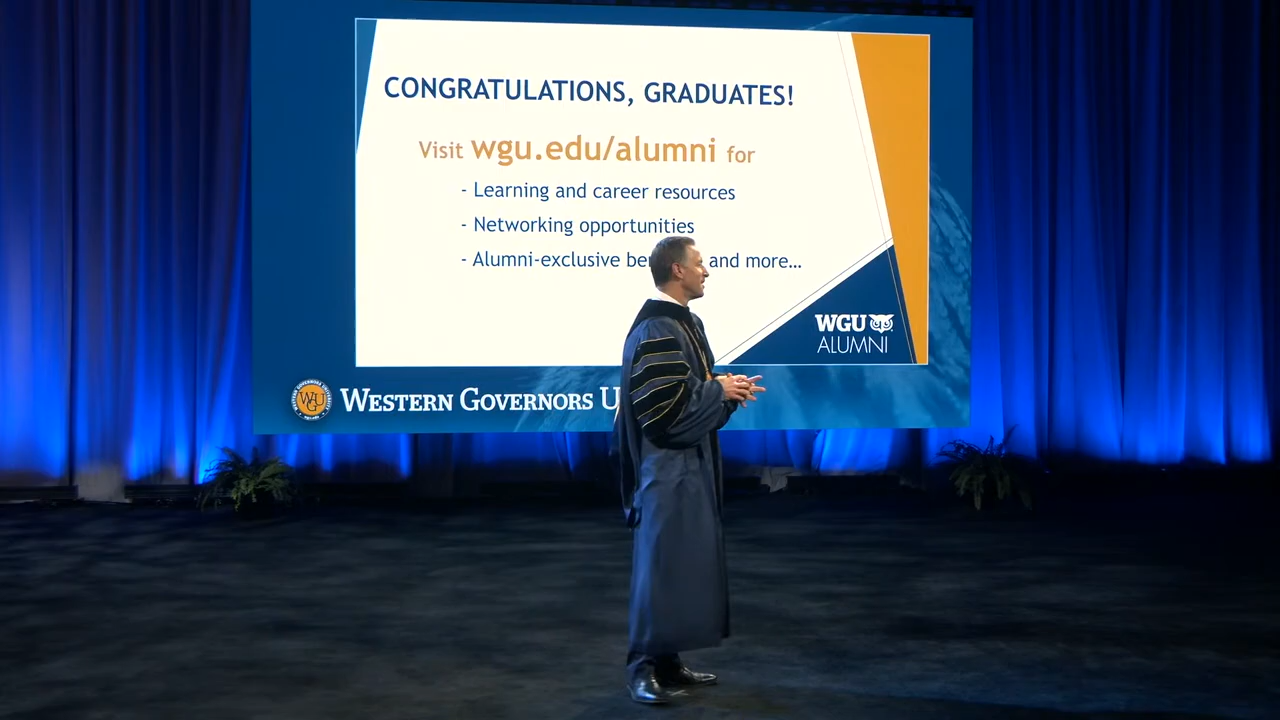 CONGRATULATIONS, GRADUATES!
Visit wgu.edu/alumni for
- Learning and career resources
- Networking opportunities
- Alumni-exclusive and more...
WGU
ALUMNI
WGU
WESTERN GOVERNORS